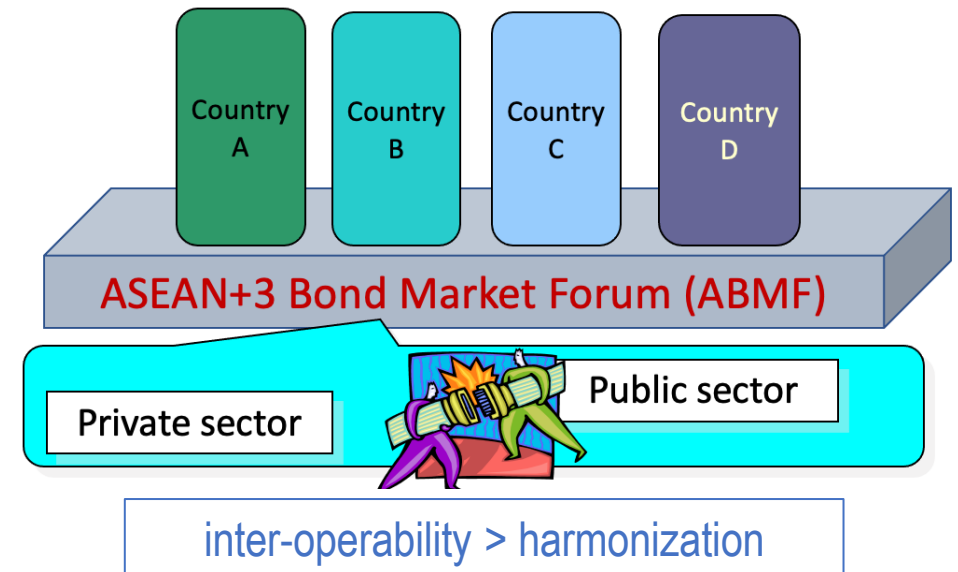 Country
A
Country
B
Country
C
Country
D
ASEAN+3 Bond Market Forum (ABMF)
Private sector
Public sector
inter-operability > harmonization